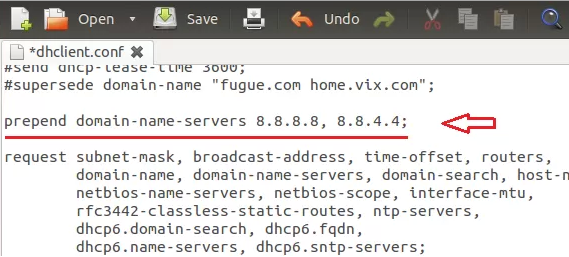 Open Save Undo
*dhclient.conf
#send dhcp-lease-time 3600;
#supersede domain-name "fugue.com home.vix.com";
prepend domain-name-servers 8.8.8.8, 8.8.4.4;
request subnet-mask, broadcast-address, time-offset, routers,
domain-name, domain-name-servers, domain-search, host-n
netbios-name-servers, netbios-scope, interface-mtu,
rfc3442-classless-static-routes, ntp-servers,
dhcp6.domain-search, dhcp6.fqdn,
dhcp6.name-servers, dhcp6.sntp-servers;